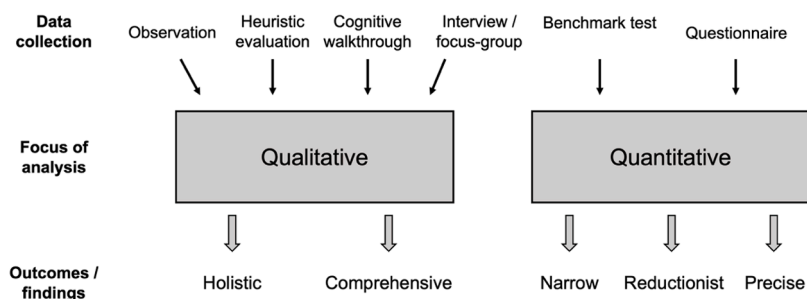 Data
collection
Observation
Heuristic
evaluation
Cognitive
walkthrough
Interview /
focus-group
Benchmark test
Questionnaire
Focus of
analysis
Qualitative
Quantitative
Outcomes /
findings
Holistic
Comprehensive
Narrow
Reductionist
Precise